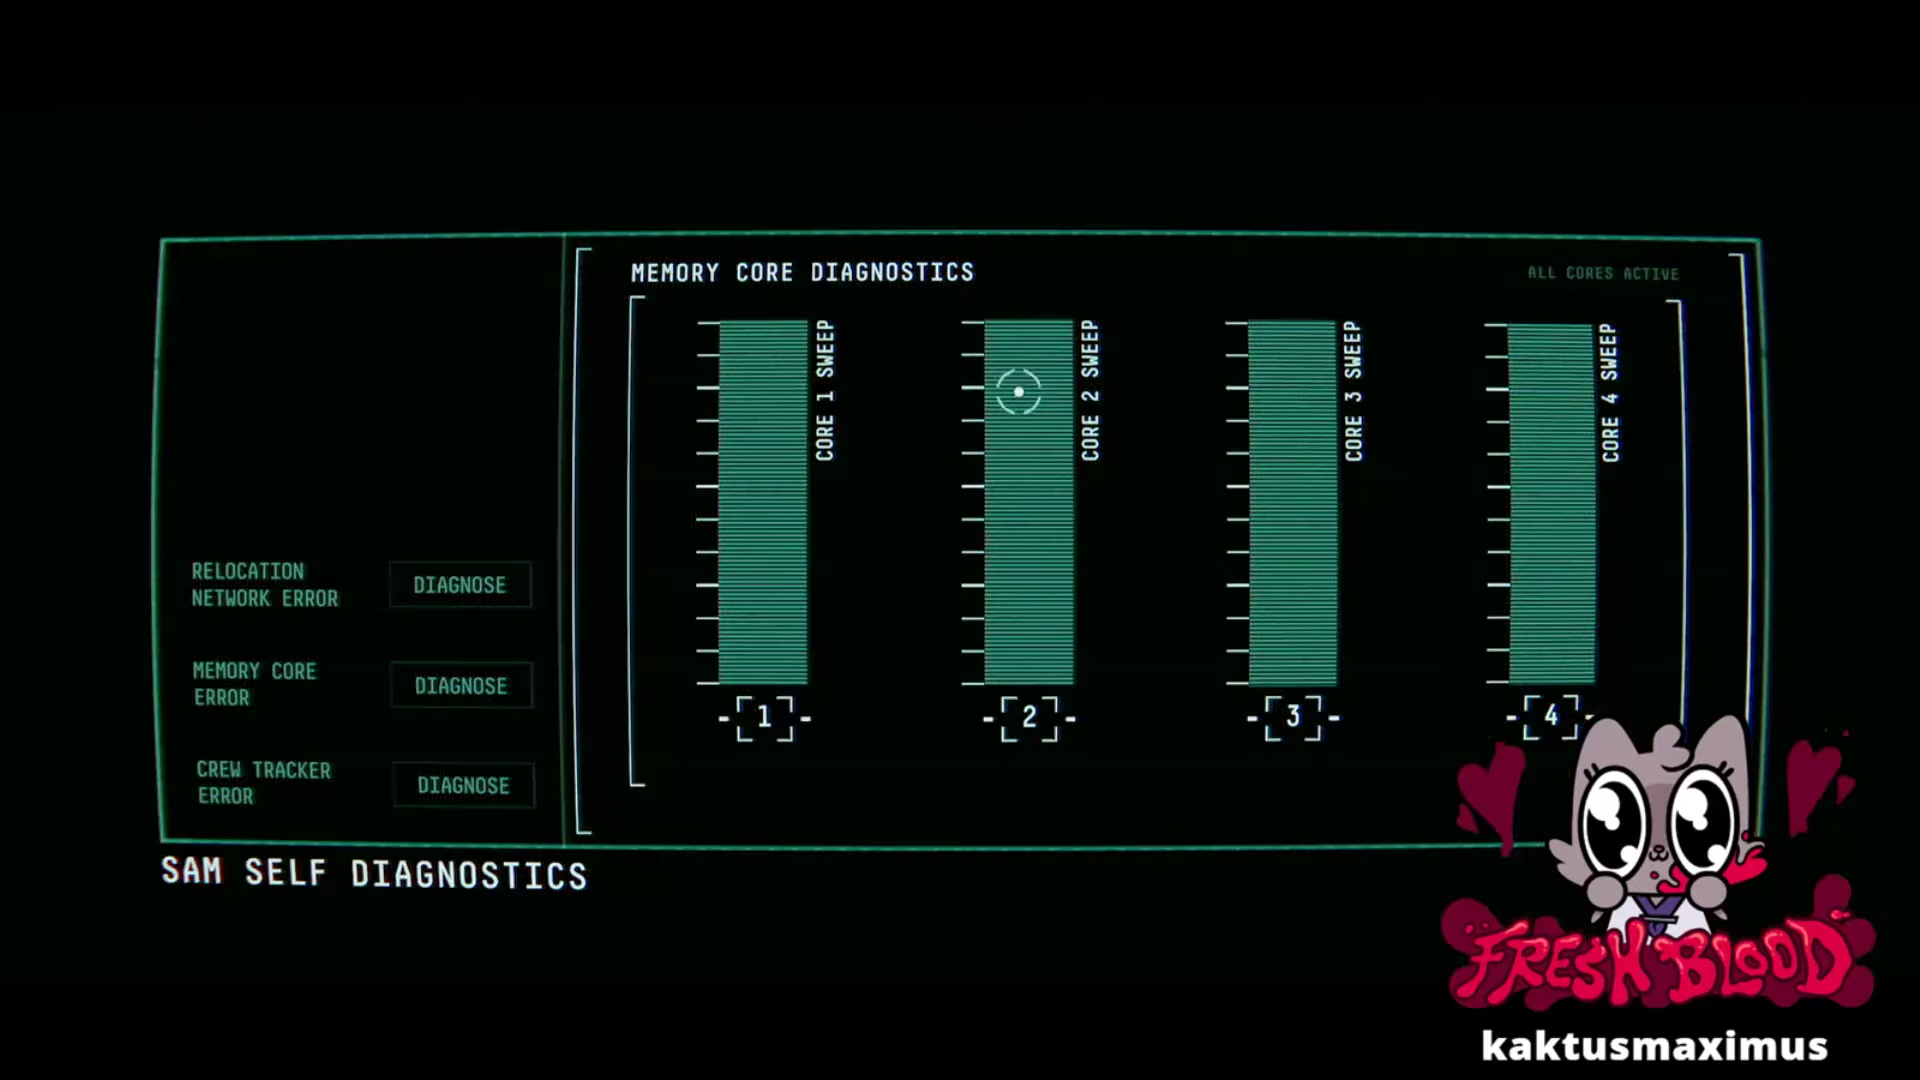 MEMORY CORE DIAGNOSTICS
ALL CORES ACTIVE
CORE 1 SWEEP
CORE 2 SWEEP
CORE 3 SWEEP
CORE 4 SWEEP
1
2
3
4
RELOCATION
NETWORK ERROR
DIAGNOSE
MEMORY CORE
ERROR
DIAGNOSE
CREW TRACKER
ERROR
DIAGNOSE
SAM SELF DIAGNOSTICS
FRESH BLOOD
kaktusmaximus